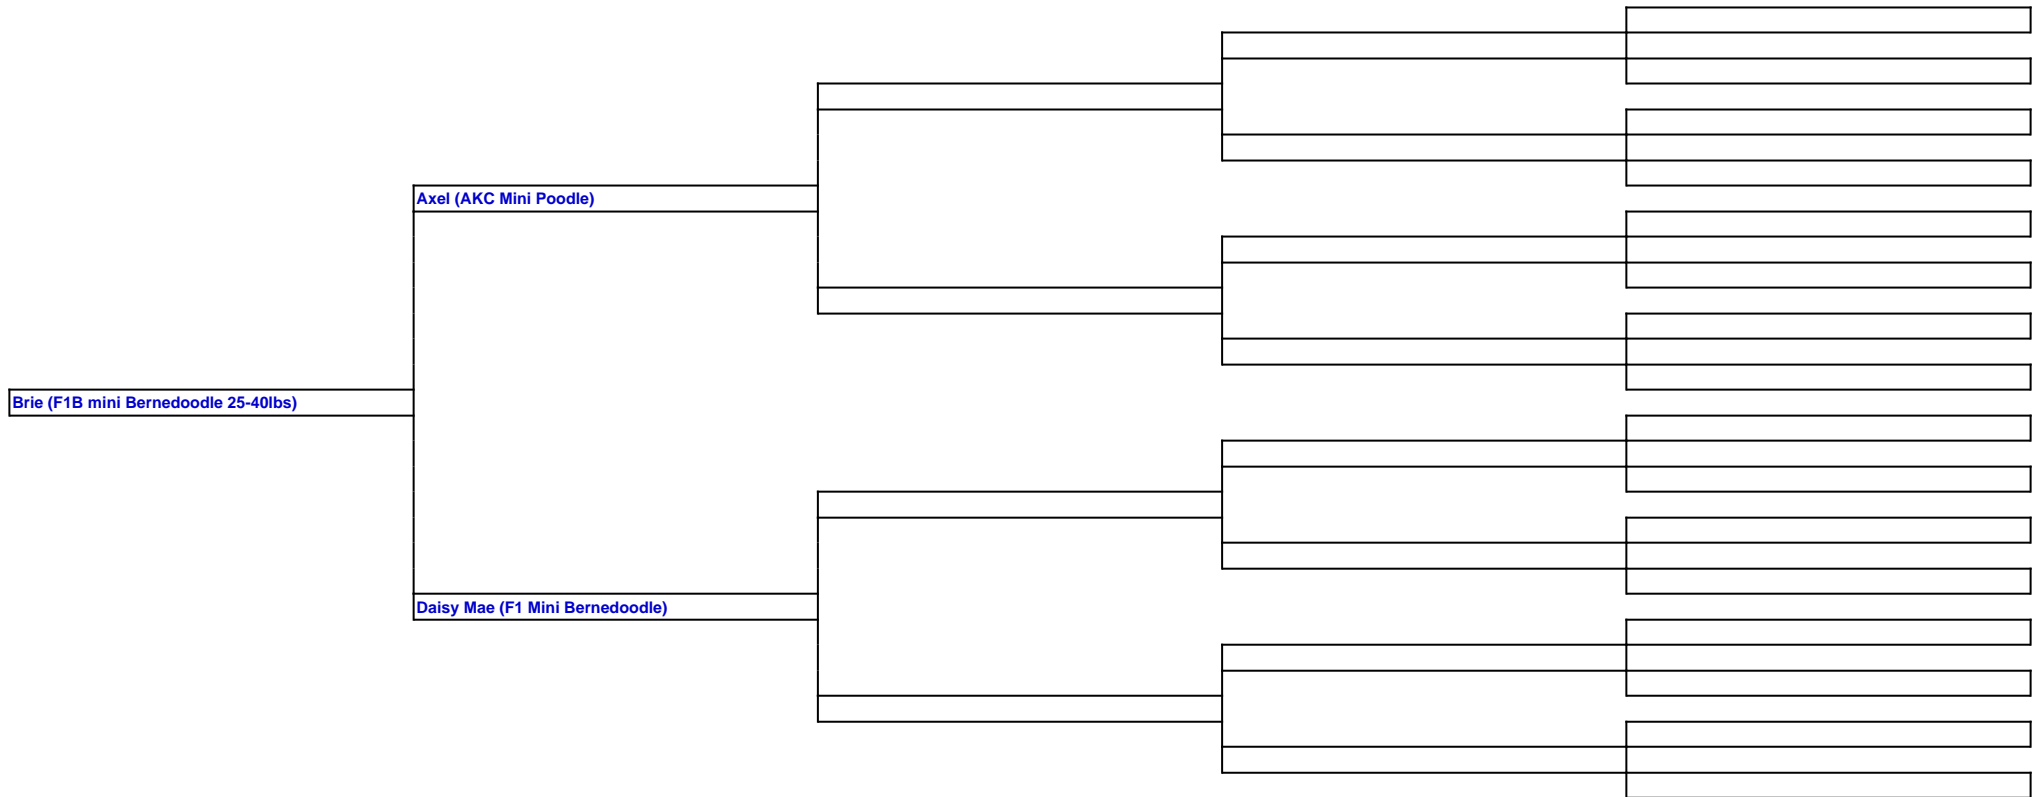 Axel (AKC Mini Poodle)
Brie (F1B mini Bernedoodle 25-40lbs)
Daisy Mae (F1 Mini Bernedoodle)